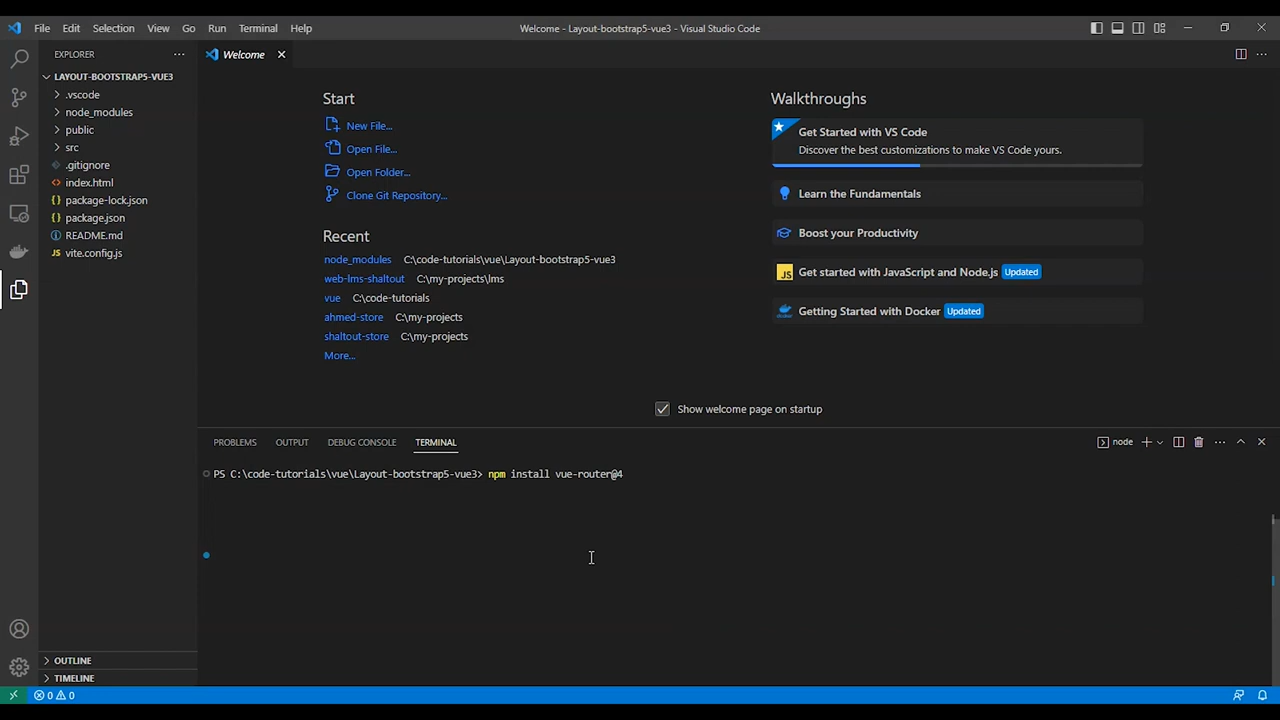 File Edit Selection View Go Run Terminal Help
Welcome - Layout-bootstrap5-vue3 - Visual Studio Code
EXPLORER
LAYOUT-BOOTSTRAP5-VUE3
.vscode
node_modules
public
src
.gitignore
index.html
package-lock.json
package.json
README.md
vite.config.js
OUTLINE
TIMELINE
Welcome
Start
New File...
Open File...
Open Folder...
Clone Git Repository...
Recent
node_modules C:\code-tutorials\vue\Layout-bootstrap5-vue3
web-lms-shaltout C:\my-projects\lms
vue C:\code-tutorials
ahmed-store C:\my-projects
shaltout-store C:\my-projects
More...
Walkthroughs
Get Started with VS Code
Discover the best customizations to make VS Code yours.
Learn the Fundamentals
Boost your Productivity
JS Get started with JavaScript and Node.js Updated
Getting Started with Docker Updated
Show welcome page on startup
PROBLEMS OUTPUT DEBUG CONSOLE TERMINAL
node
PS C:\code-tutorials\vue\Layout-bootstrap5-vue3> npm install vue-router@4
0 0